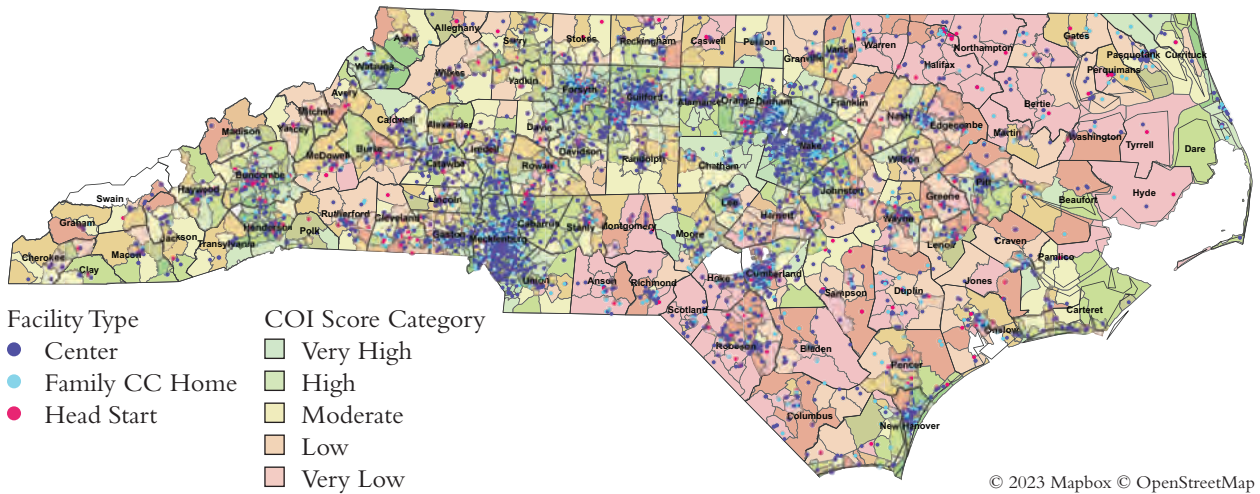 Alleghany
Ashe
Surry
Stokes
Rockingham
Caswell
Person
Granville
Vance
Warren
Northampton
Gates
Pasquotank
Currituck
Perquimans
Halifax
Watauga
Wilkes
Yadkin
Forsyth
Guilford
Alamance
Orange
Durham
Franklin
Bertie
Avery
Mitchell
Caldwell
Alexander
Davie
Nash
Edgecombe
Martin
Washington
Tyrrell
Dare
Madison
Yancey
McDowell
Burke
Catawba
Iredell
Rowan
Davidson
Randolph
Chatham
Wake
Wilson
Buncombe
Haywood
Swain
Graham
Lincoln
Johnston
Greene
Pitt
Beaufort
Hyde
Jackson
Henderson
Polk
Rutherford
Cleveland
Gaston
Mecklenburg
Cabarrus
Stanly
Montgomery
Moore
Lee
Harnett
Wayne
Lenoir
Craven
Pamlico
Cherokee
Clay
Macon
Transylvania
Union
Anson
Richmond
Hoke
Cumberland
Sampson
Duplin
Jones
Carteret
Scotland
Robeson
Bladen
Onslow
Pender
Columbus
New Hanover
Facility Type
Center
Family CC Home
Head Start
COI Score Category
Very High
High
Moderate
Low
Very Low
© 2023 Mapbox © OpenStreetMap